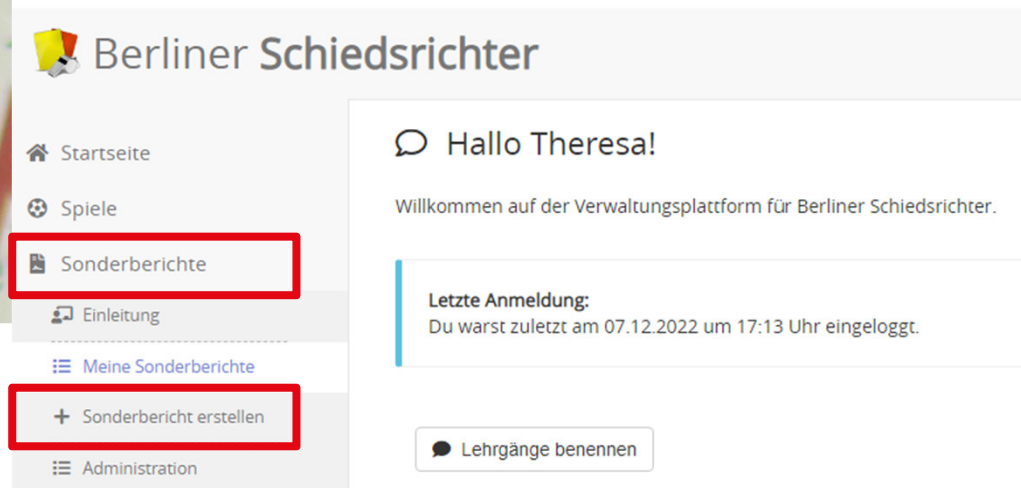 Berliner Schiedsrichter
Startseite
Spiele
Sonderberichte
Einleitung
Meine Sonderberichte
Sonderbericht erstellen
Administration
Hallo Theresa!
Willkommen auf der Verwaltungsplattform für Berliner Schiedsrichter.
Letzte Anmeldung:
Du warst zuletzt am 07.12.2022 um 17:13 Uhr eingeloggt.
Lehrgänge benennen